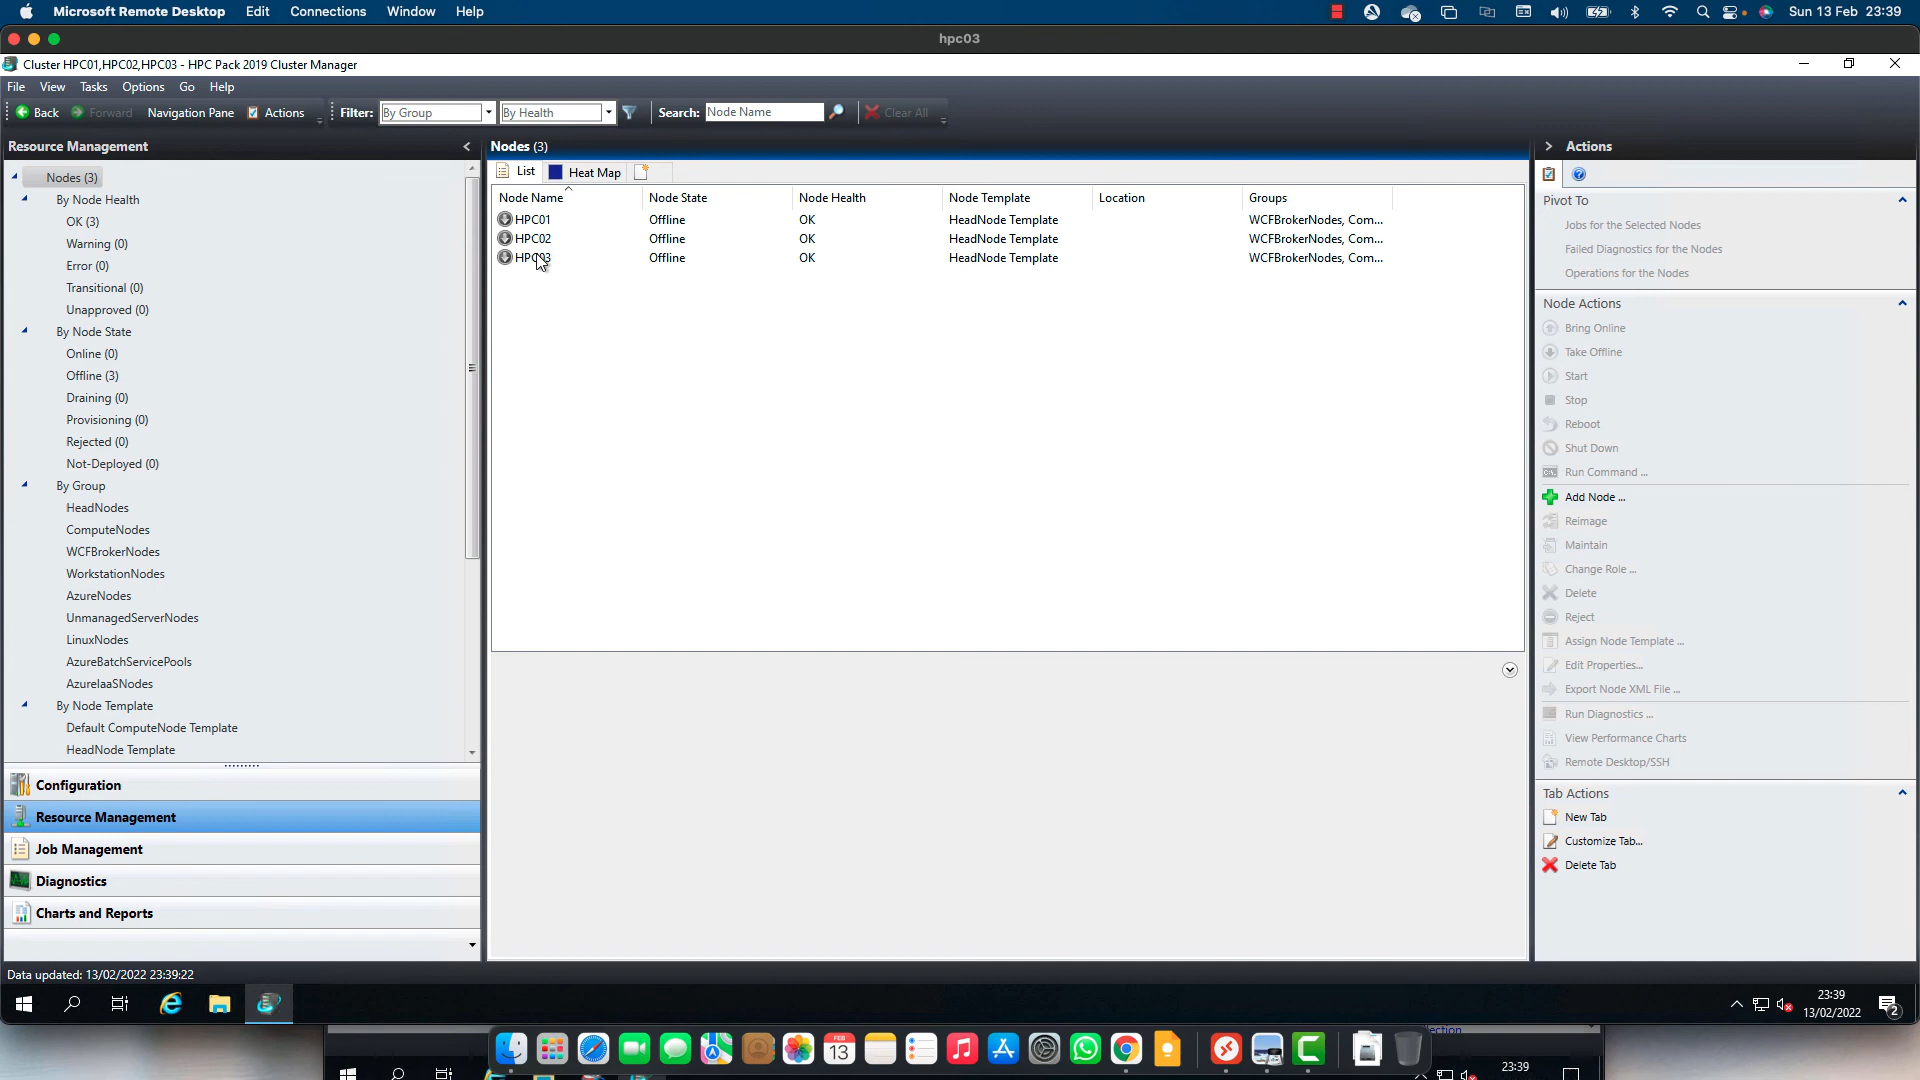 Microsoft Remote Desktop Edit Connections Window Help Sun 13 Feb 23:39
hpc03
Cluster HPC01,HPC02,HPC03 - HPC Pack 2019 Cluster Manager
File View Tasks Options Go Help
Back Forward Navigation Pane Actions Filter: By Group By Health Search: Node Name Clear All
Resource Management
Nodes (3)
By Node Health
OK (3)
Warning (0)
Error (0)
Transitional (0)
Unapproved (0)
By Node State
Online (0)
Offline (3)
Draining (0)
Provisioning (0)
Rejected (0)
Not-Deployed (0)
By Group
HeadNodes
ComputeNodes
WCFBrokerNodes
WorkstationNodes
AzureNodes
UnmanagedServerNodes
LinuxNodes
AzureBatchServicePools
AzureIaaSNodes
By Node Template
Default ComputeNode Template
HeadNode Template
Configuration
Resource Management
Job Management
Diagnostics
Charts and Reports
Nodes (3)
List Heat Map
Node Name Node State Node Health Node Template Location Groups
HPC01 Offline OK HeadNode Template WCFBrokerNodes, Com...
HPC02 Offline OK HeadNode Template WCFBrokerNodes, Com...
HPC03 Offline OK HeadNode Template WCFBrokerNodes, Com...
Actions
Pivot To
Jobs for the Selected Nodes
Failed Diagnostics for the Nodes
Operations for the Nodes
Node Actions
Bring Online
Take Offline
Start
Stop
Reboot
Shut Down
Run Command ...
Add Node ...
Reimage
Maintain
Change Role ...
Delete
Reject
Assign Node Template ...
Edit Properties...
Export Node XML File ...
Run Diagnostics ...
View Performance Charts
Remote Desktop/SSH
Tab Actions
New Tab
Customize Tab...
Delete Tab
Data updated: 13/02/2022 23:39:22
23:39
13/02/2022
2
FEB
13
23:39